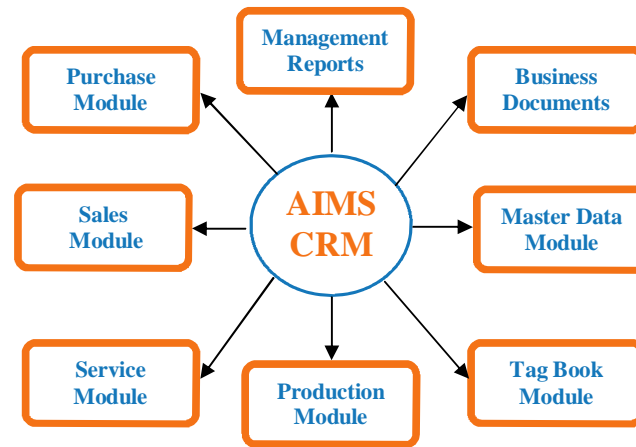 Management
Reports
Purchase
Module
Business
Documents
AIMS
CRM
Sales
Module
Master Data
Module
Service
Module
Production
Module
Tag Book
Module